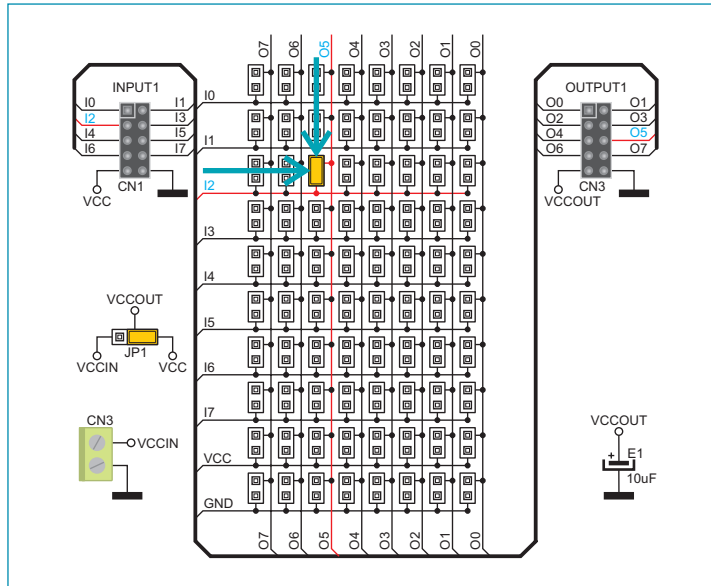 O7 O6 O5 O4 O3 O2 O1 O0
INPUT1
I0 I1
I2 I3
I4 I5
I6 I7
CN1
VCC
OUTPUT1
O0 O1
O2 O3
O4 O5
O6 O7
CN3
VCCOUT
I0
I1
I2
I3
I4
I5
I6
I7
VCC
GND
VCCOUT
JP1
VCCIN VCC
CN3
VCCIN
VCCOUT
+ E1
10uF
O7 O6 O5 O4 O3 O2 O1 O0